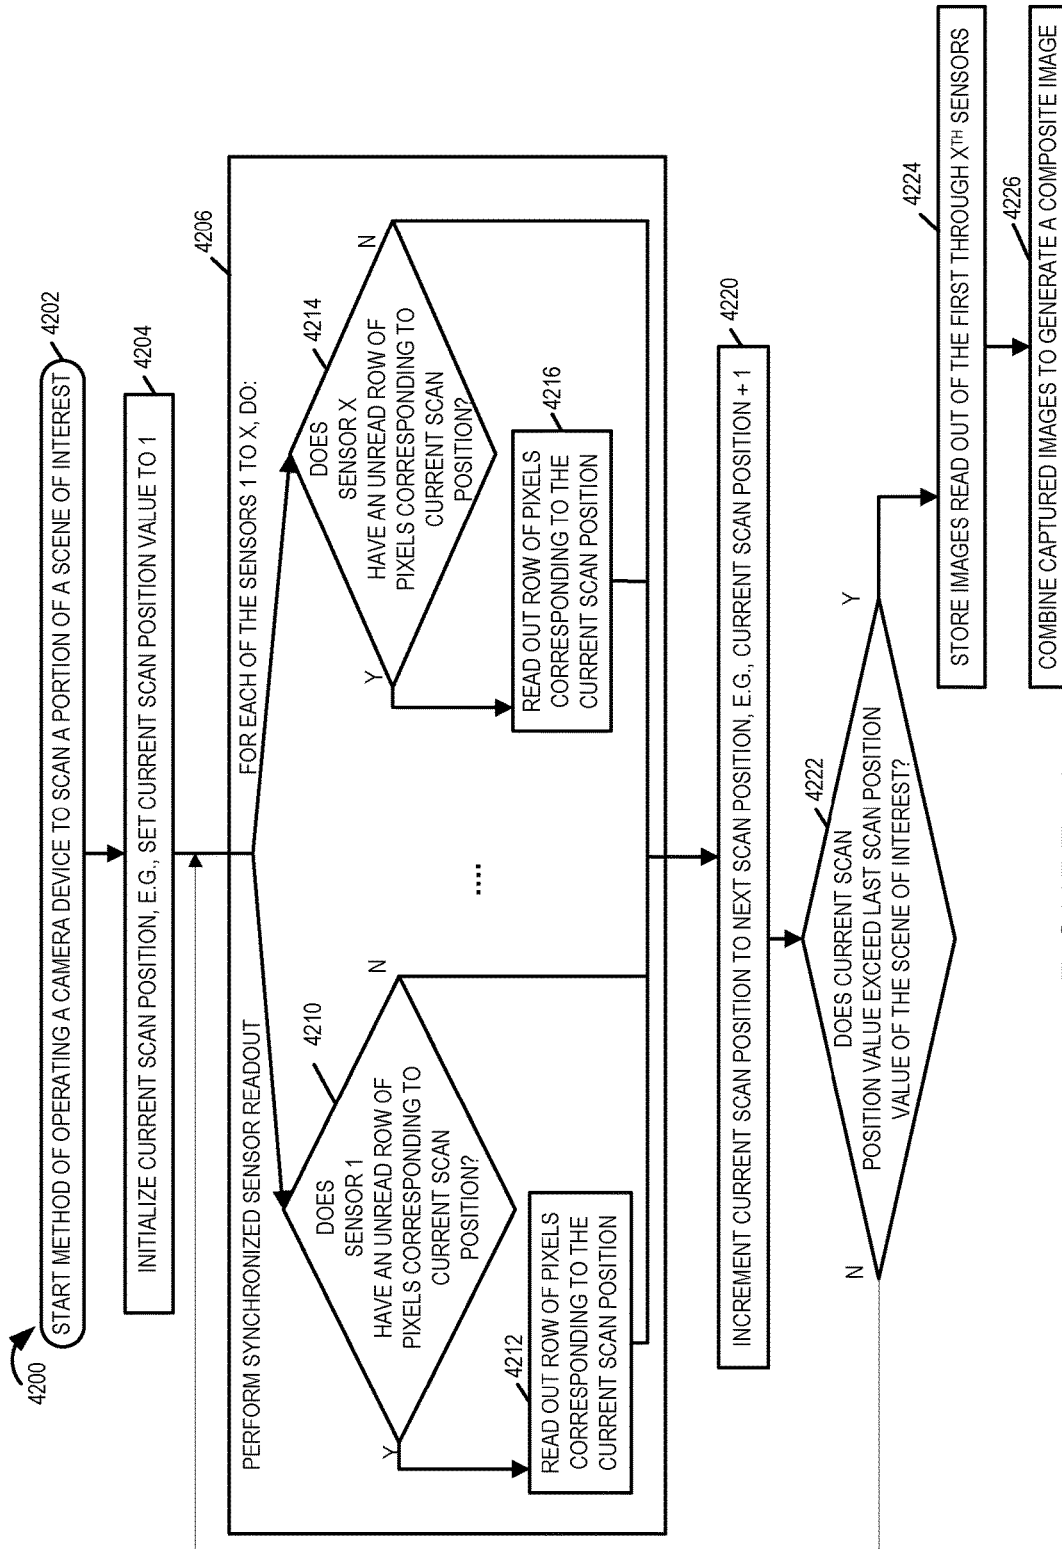 4200
START METHOD OF OPERATING A CAMERA DEVICE TO SCAN A PORTION OF A SCENE OF INTEREST
4202
INITIALIZE CURRENT SCAN POSITION, E.G., SET CURRENT SCAN POSITION VALUE TO 1
4204
4206
PERFORM SYNCHRONIZED SENSOR READOUT
FOR EACH OF THE SENSORS 1 TO X, DO:
4210
DOES
SENSOR 1
HAVE AN UNREAD ROW OF
PIXELS CORRESPONDING TO
CURRENT SCAN
POSITION?
Y
N
4212
READ OUT ROW OF PIXELS
CORRESPONDING TO THE
CURRENT SCAN POSITION
....
4214
DOES
SENSOR X
HAVE AN UNREAD ROW OF
PIXELS CORRESPONDING TO
CURRENT SCAN
POSITION?
Y
N
4216
READ OUT ROW OF PIXELS
CORRESPONDING TO THE
CURRENT SCAN POSITION
INCREMENT CURRENT SCAN POSITION TO NEXT SCAN POSITION, E.G., CURRENT SCAN POSITION + 1
4220
4222
DOES CURRENT SCAN
POSITION VALUE EXCEED LAST SCAN POSITION
VALUE OF THE SCENE OF INTEREST?
N
Y
4224
STORE IMAGES READ OUT OF THE FIRST THROUGH XTH SENSORS
4226
COMBINE CAPTURED IMAGES TO GENERATE A COMPOSITE IMAGE